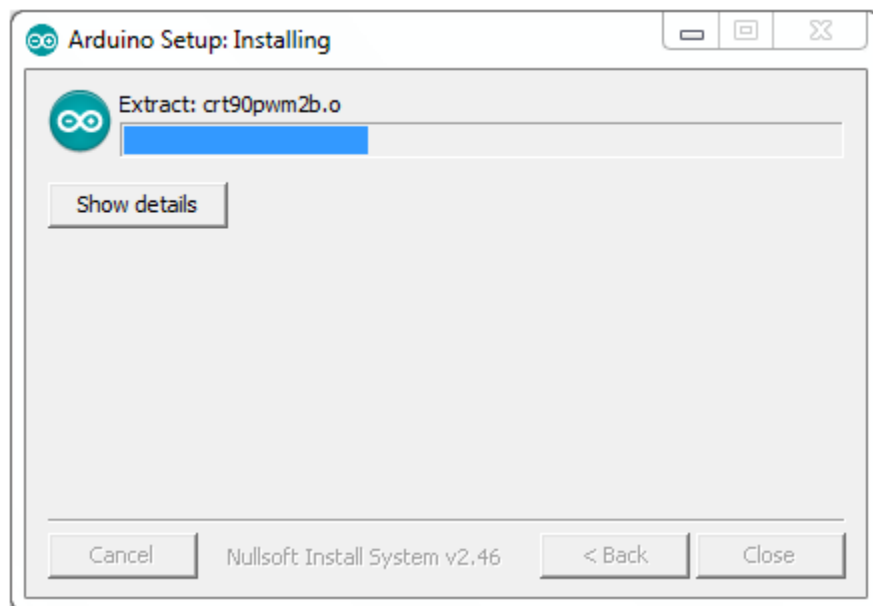 Arduino Setup: Installing
Extract: crt90pwm2b.o
Show details
Cancel
Nullsoft Install System v2.46
< Back
Close